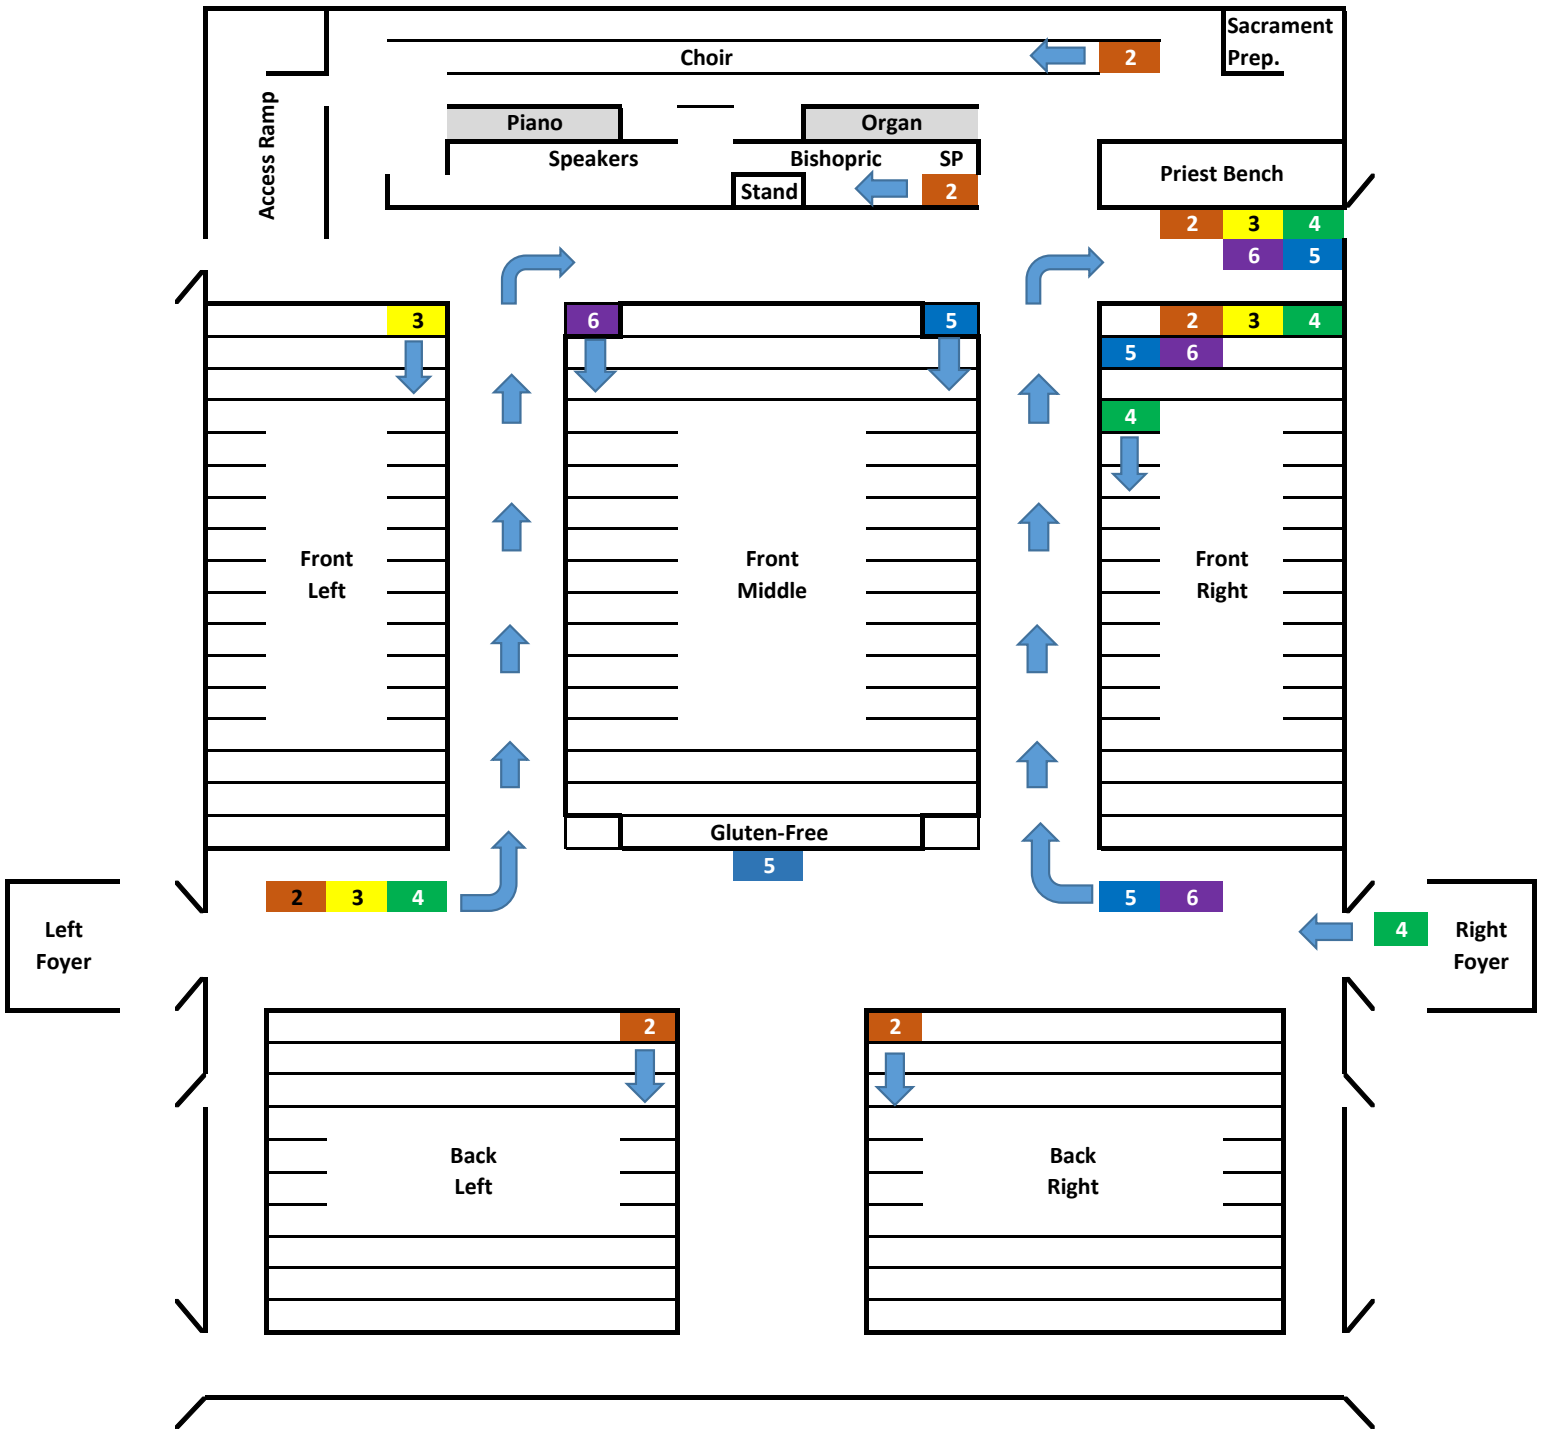 Sacrament
Prep.
Choir
2
Access Ramp
Piano
Organ
Speakers
Bishopric
SP
Stand
2
Priest Bench
2 3 4
6 5
3
6
5
2 3 4
5 6
4
Front
Left
Front
Middle
Front
Right
Gluten-Free
5
2 3 4
5 6
Left
Foyer
4
Right
Foyer
2
2
Back
Left
Back
Right